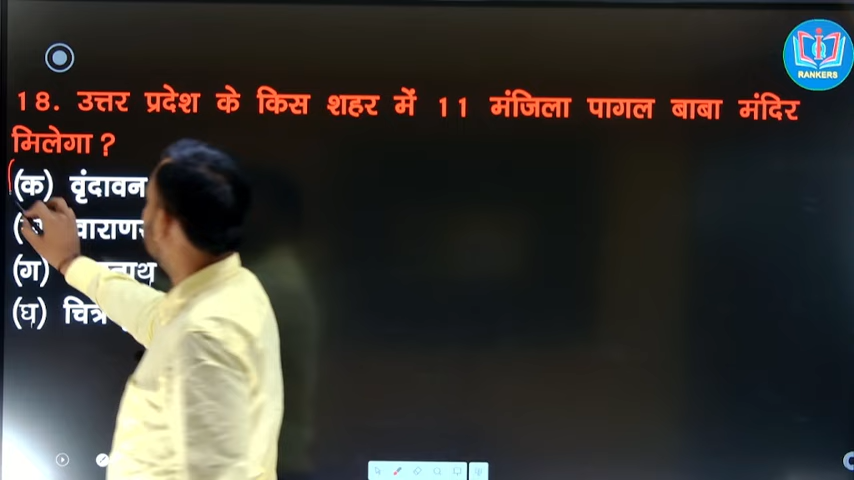 18. उत्तर प्रदेश के किस शहर में 11 मंजिला पागल बाबा मंदिर
मिलेगा ?
(क) वृंदावन
(ग)
(घ)
RANKERS